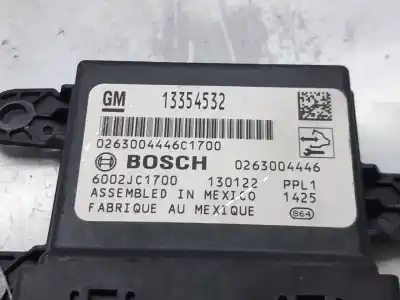 GM 13354532
0263004446C1700
BOSCH 0263004446
6002JC1700 130122 PPL1
ASSEMBLED IN MEXICO 1425
FABRIQUE AU MEXIQUE B64